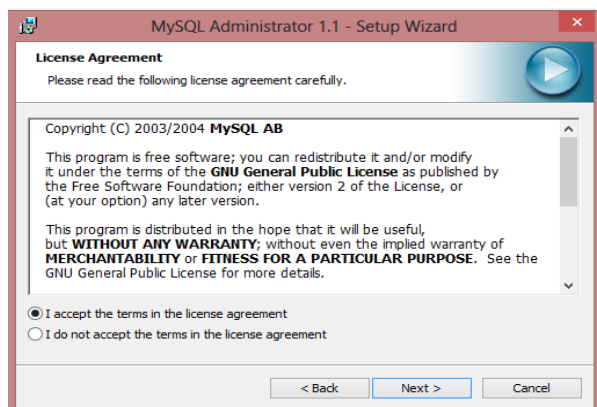 MySQL Administrator 1.1 - Setup Wizard
License Agreement
Please read the following license agreement carefully.
Copyright (C) 2003/2004 MySQL AB
This program is free software; you can redistribute it and/or modify
it under the terms of the GNU General Public License as published by
the Free Software Foundation; either version 2 of the License, or
(at your option) any later version.
This program is distributed in the hope that it will be useful,
but WITHOUT ANY WARRANTY; without even the implied warranty of
MERCHANTABILITY or FITNESS FOR A PARTICULAR PURPOSE. See the
GNU General Public License for more details.
I accept the terms in the license agreement
I do not accept the terms in the license agreement
< Back Next > Cancel